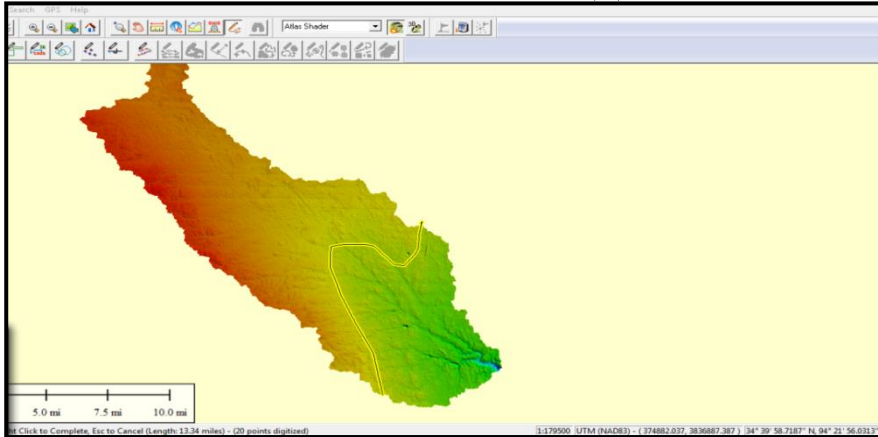 Search GPS Help
Atlas Shader
5.0 mi 7.5 mi 10.0 mi
ht Click to Complete, Esc to Cancel (Length: 13.34 miles) - (20 points digitized) 1:179500 UTM (NAD83) - ( 374882.037, 3836887.387 ) 34° 39' 58.7187" N, 94° 21' 56.0313"